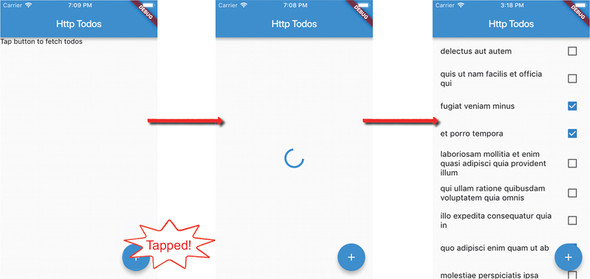 Carrier
7:09 PM
DEBUG
Http Todos
Tap button to fetch todos
+
Tapped!
Carrier
7:08 PM
DEBUG
Http Todos
+
Carrier
3:18 PM
DEBUG
Http Todos
delectus aut autem
quis ut nam facilis et officia
qui
fugiat veniam minus
et porro tempora
laboriosam mollitia et enim
quasi adipisci quia provident
illum
qui ullam ratione quibusdam
voluptatem quia omnis
illo expedita consequatur quia
in
quo adipisci enim quam ut ab
molestiae perspiciatis ipsa
+